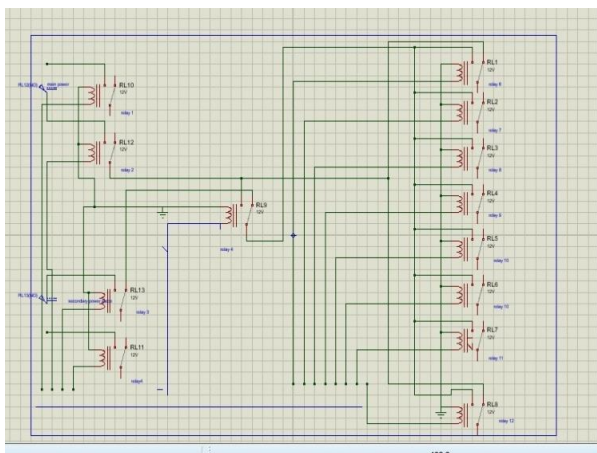 RL10
12V
relay 1
main power
RL12
12V
relay 2
RL9
12V
relay 4
RL13
12V
relay 3
secondary power
RL11
12V
relay4
RL1
12V
relay 6
RL2
12V
relay 7
RL3
12V
relay 8
RL4
12V
relay 9
RL5
12V
relay 10
RL6
12V
relay 10
RL7
12V
relay 11
RL8
12V
relay 12